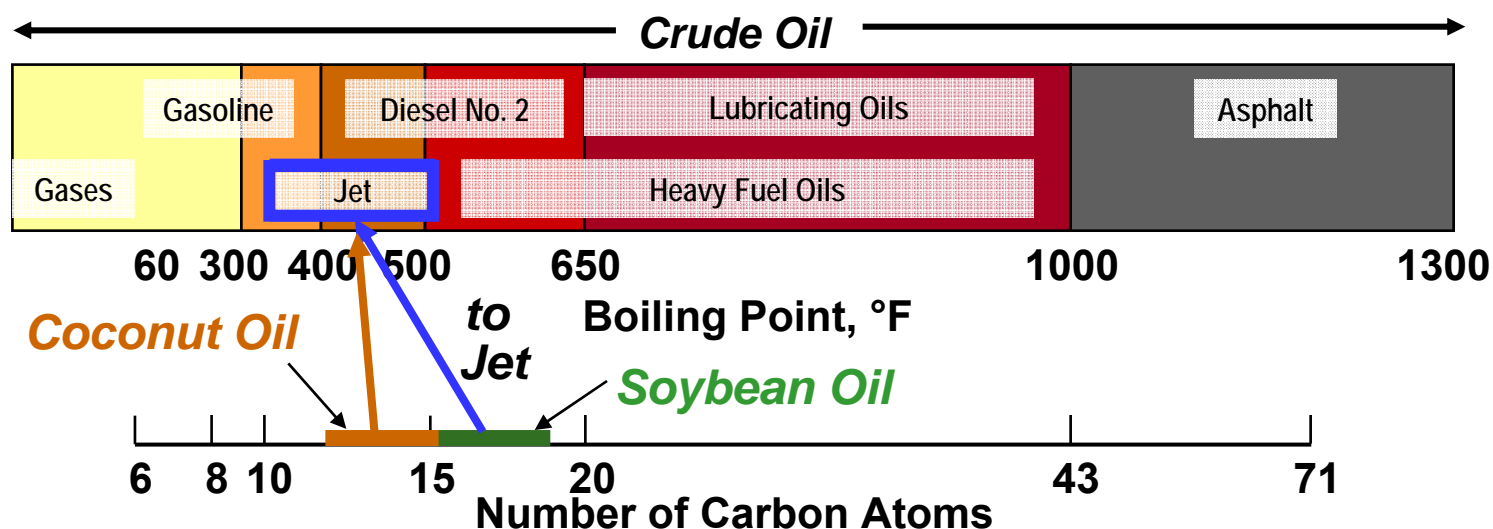 Crude Oil
Gasoline Diesel No. 2 Lubricating Oils Asphalt
Gases Jet Heavy Fuel Oils
60 300 400 500 650 1000 1300
to Boiling Point, °F
Coconut Oil
Jet
Soybean Oil
6 8 10 15 20 43 71
Number of Carbon Atoms